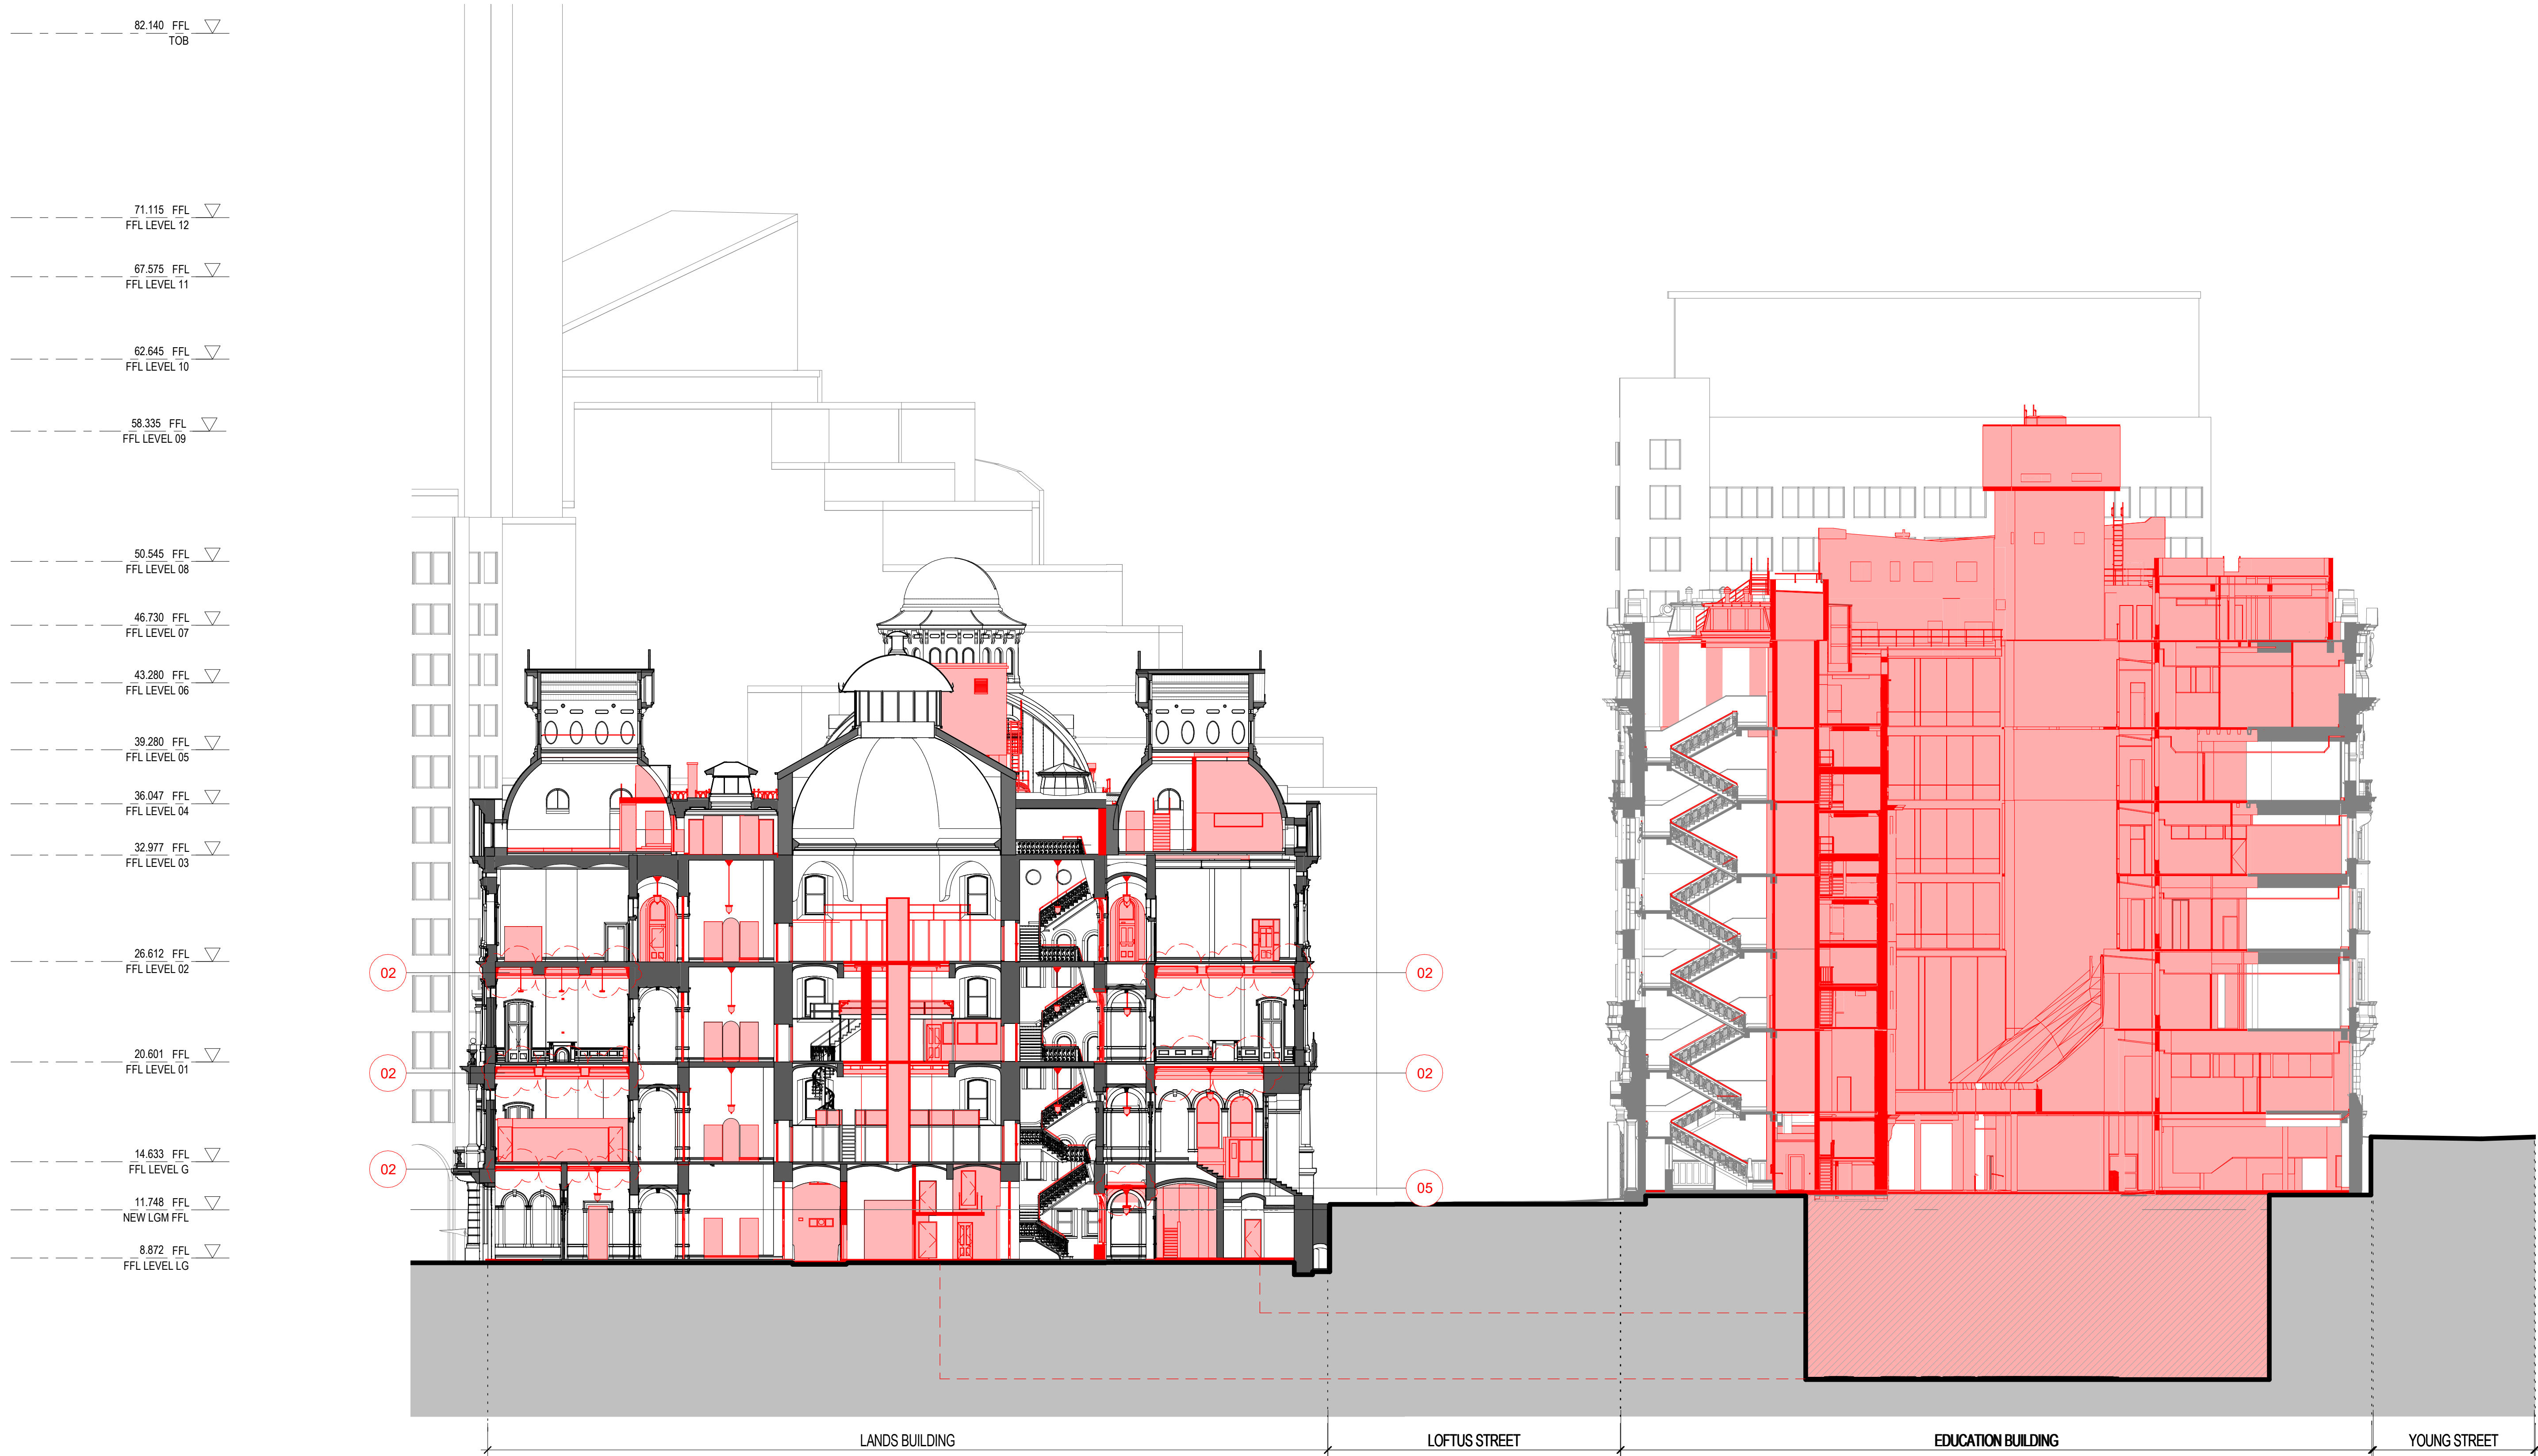 82.140 FFL
TOB
71.115 FFL
FFL LEVEL 12
67.575 FFL
FFL LEVEL 11
62.645 FFL
FFL LEVEL 10
58.335 FFL
FFL LEVEL 09
50.545 FFL
FFL LEVEL 08
46.730 FFL
FFL LEVEL 07
43.280 FFL
FFL LEVEL 06
39.280 FFL
FFL LEVEL 05
36.047 FFL
FFL LEVEL 04
32.977 FFL
FFL LEVEL 03
26.612 FFL
FFL LEVEL 02
02 02
20.601 FFL
FFL LEVEL 01
02 02
14.633 FFL
FFL LEVEL G
02 05
11.748 FFL
NEW LGM FFL
8.872 FFL
FFL LEVEL LG
LANDS BUILDING LOFTUS STREET EDUCATION BUILDING YOUNG STREET